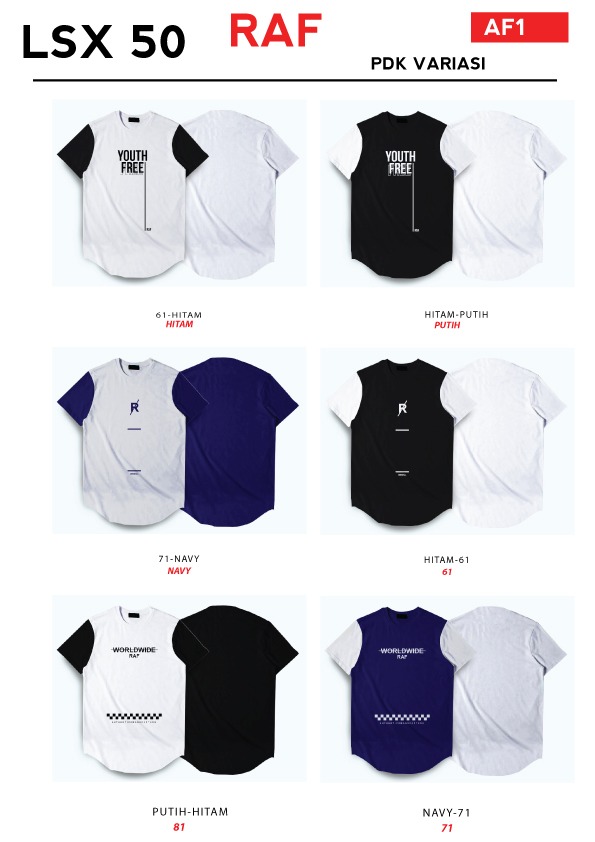 LSX 50
RAF
AF1
PDK VARIASI
YOUTH
FREE
YOUTH
FREE
61-HITAM
HITAM
HITAM-PUTIH
PUTIH
R
R
71-NAVY
NAVY
HITAM-61
61
WORLDWIDE
RAF
WORLDWIDE
RAF
PUTIH-HITAM
81
NAVY-71
71